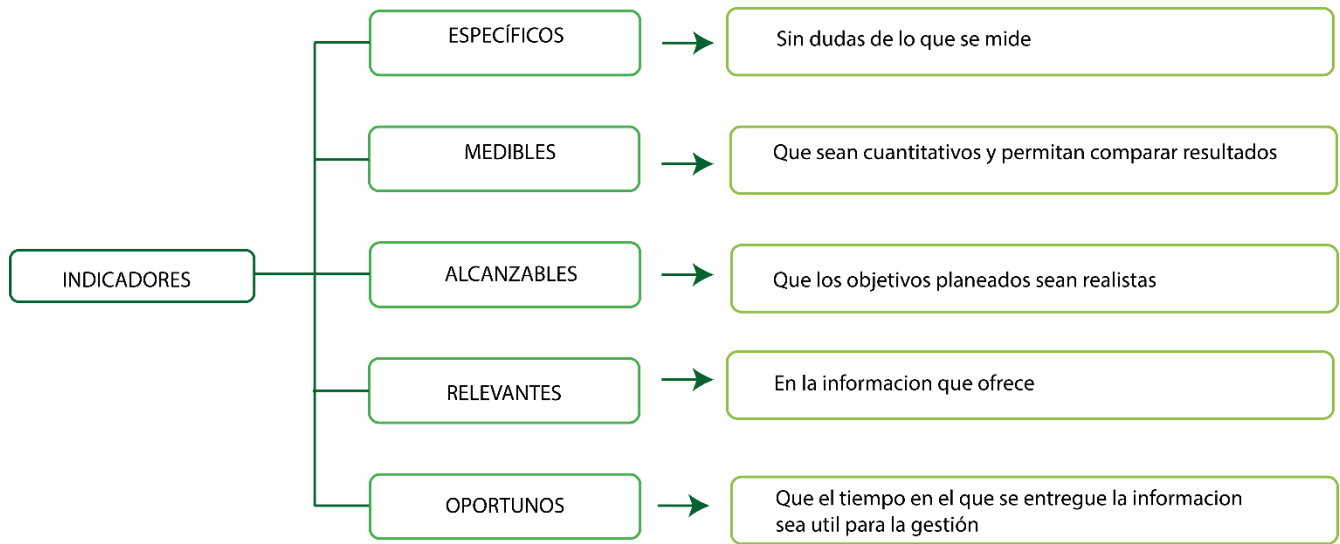 INDICADORES
ESPECÍFICOS
Sin dudas de lo que se mide
MEDIBLES
Que sean cuantitativos y permitan comparar resultados
ALCANZABLES
Que los objetivos planeados sean realistas
RELEVANTES
En la informacion que ofrece
OPORTUNOS
Que el tiempo en el que se entregue la informacion
sea util para la gestión